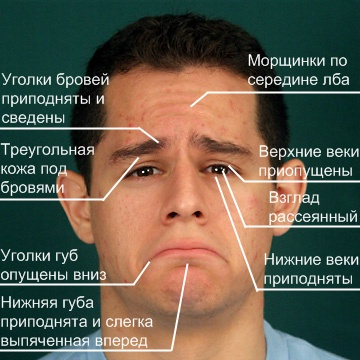 Уголки бровей
приподняты и
сведены
Треугольная
кожа под
бровями
Уголки губ
опущены вниз
Нижняя губа
приподнята и слегка
выпяченная вперед
Морщинки по
середине лба
Верхние веки
приопущены
Взгляд
рассеянный
Нижние веки
приподняты